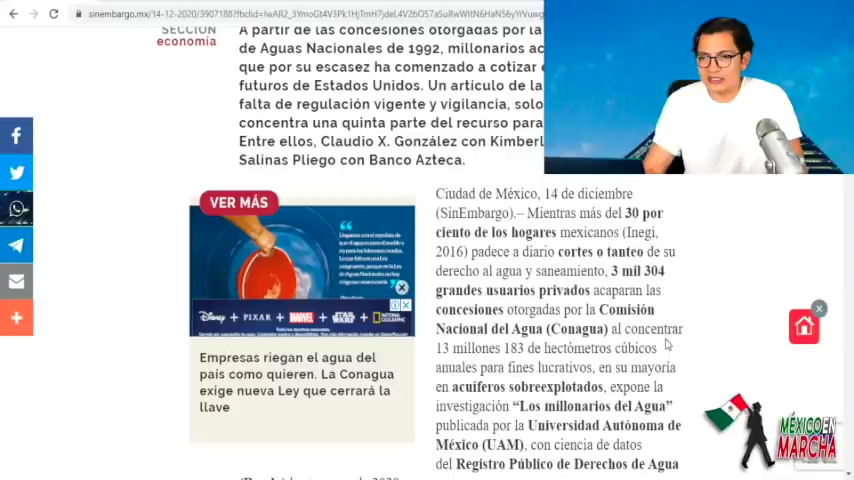 sinembargo.mx/14-12-2020/3907188?fbclid=IwAR2_3YmoGt4V3Pk1HjTmH7jdeL4V2bO57aSuRwWItN6HaN56yYrVuwg
SECCIÓN
economía
A partir de las concesiones otorgadas por la
de Aguas Nacionales de 1992, millonarios ac
que por su escasez ha comenzado a cotizar e
futuros de Estados Unidos. Un artículo de la
falta de regulación vigente y vigilancia, solo
concentra una quinta parte del recurso para
Entre ellos, Claudio X. González con Kimberl
Salinas Pliego con Banco Azteca.
VER MÁS
Disney + PIXAR + MARVEL + STAR WARS + NATIONAL GEOGRAPHIC
Empresas riegan el agua del
país como quieren. La Conagua
exige nueva Ley que cerrará la
llave
Ciudad de México, 14 de diciembre
(SinEmbargo).– Mientras más del 30 por
ciento de los hogares mexicanos (Inegi,
2016) padece a diario cortes o tanteo de su
derecho al agua y saneamiento, 3 mil 304
grandes usuarios privados acaparan las
concesiones otorgadas por la Comisión
Nacional del Agua (Conagua) al concentrar
13 millones 183 de hectómetros cúbicos
anuales para fines lucrativos, en su mayoría
en acuíferos sobreexplotados, expone la
investigación “Los millonarios del Agua”
publicada por la Universidad Autónoma de
México (UAM), con ciencia de datos
del Registro Público de Derechos de Agua
MÉXICO EN
MARCHA